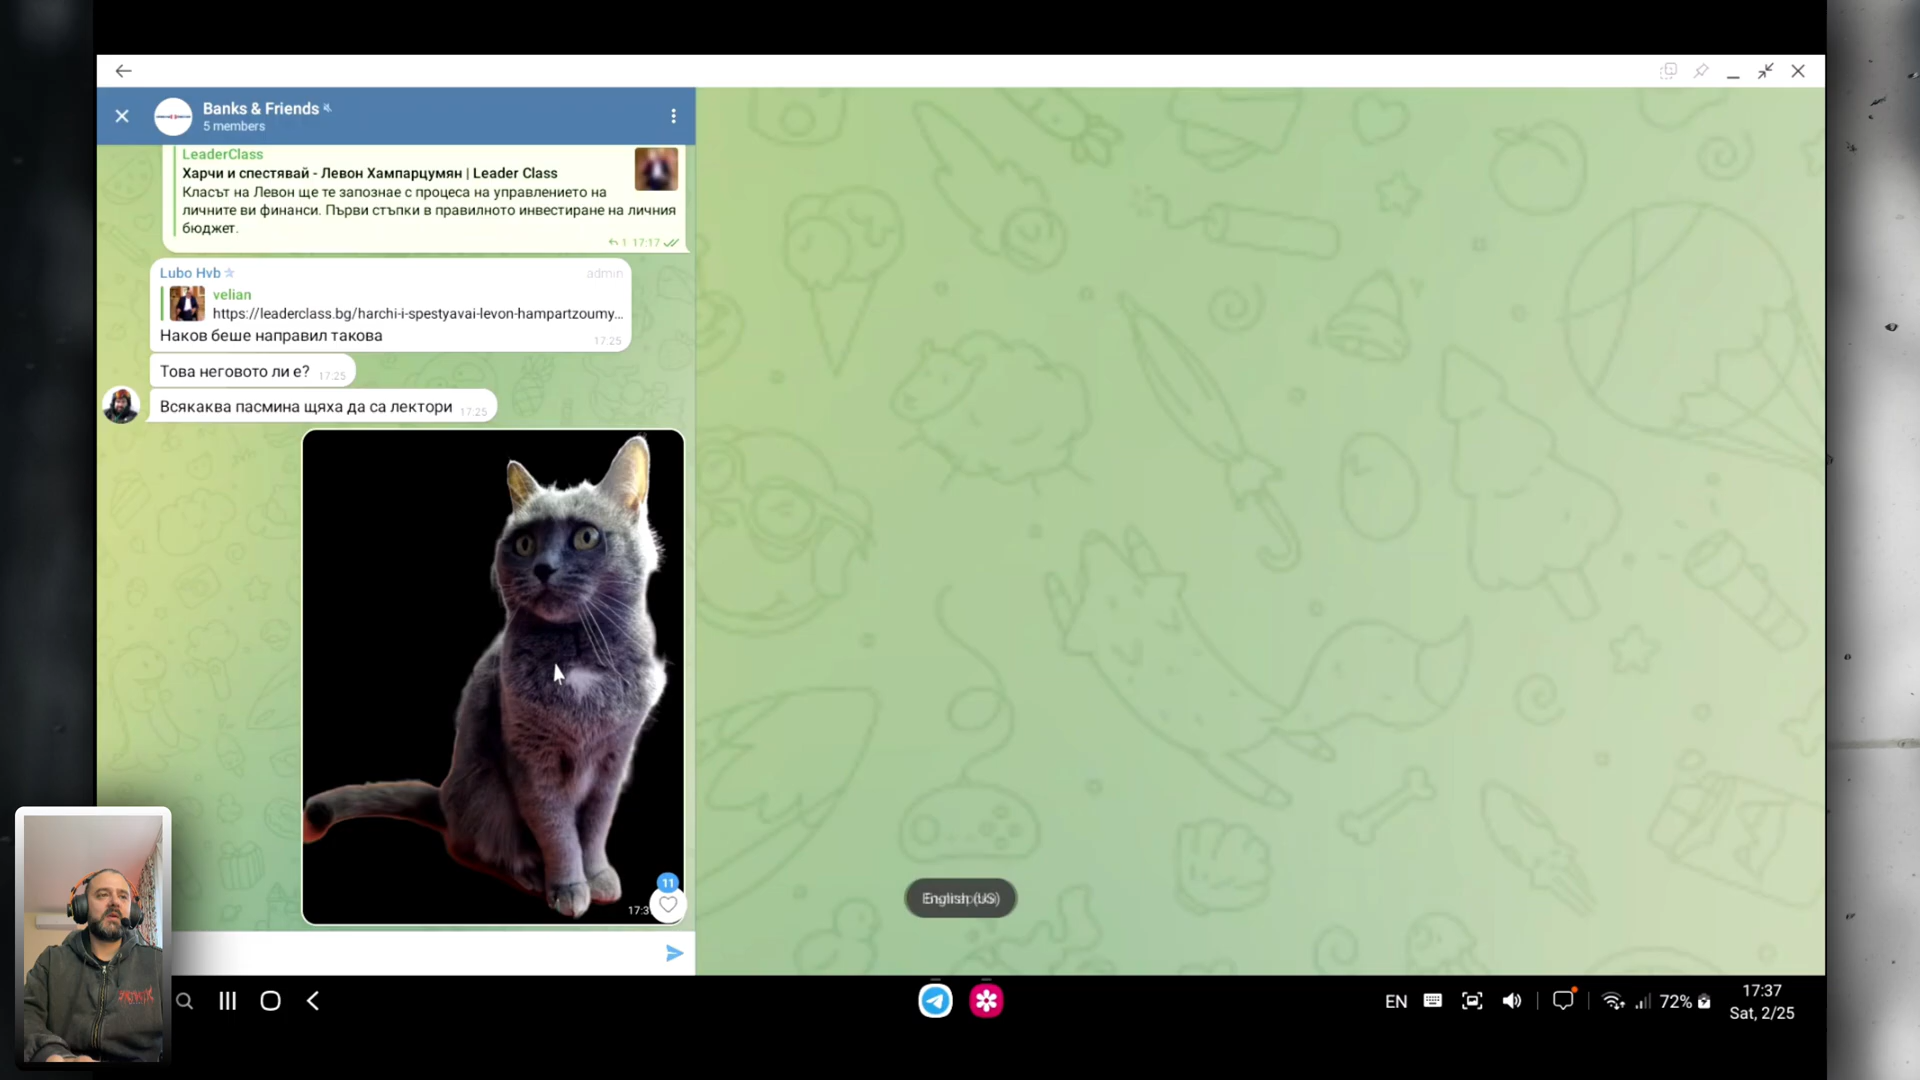 Banks & Friends
5 members
LeaderClass
Харчи и спестявай - Левон Хампарцумян | Leader Class
Класът на Левон ще те запознае с процеса на управлението на
личните ви финанси. Първи стъпки в правилното инвестиране на личния
бюджет.
1 17:17
Lubo Hvb admin
velian
https://leaderclass.bg/harchi-i-spestyavai-levon-hampartzoumy...
Наков беше направил такова 17:25
Това неговото ли е? 17:25
Всякаква пасмина щяха да са лектори 17:25
11
English (US)
EN 72% 17:37
Sat, 2/25